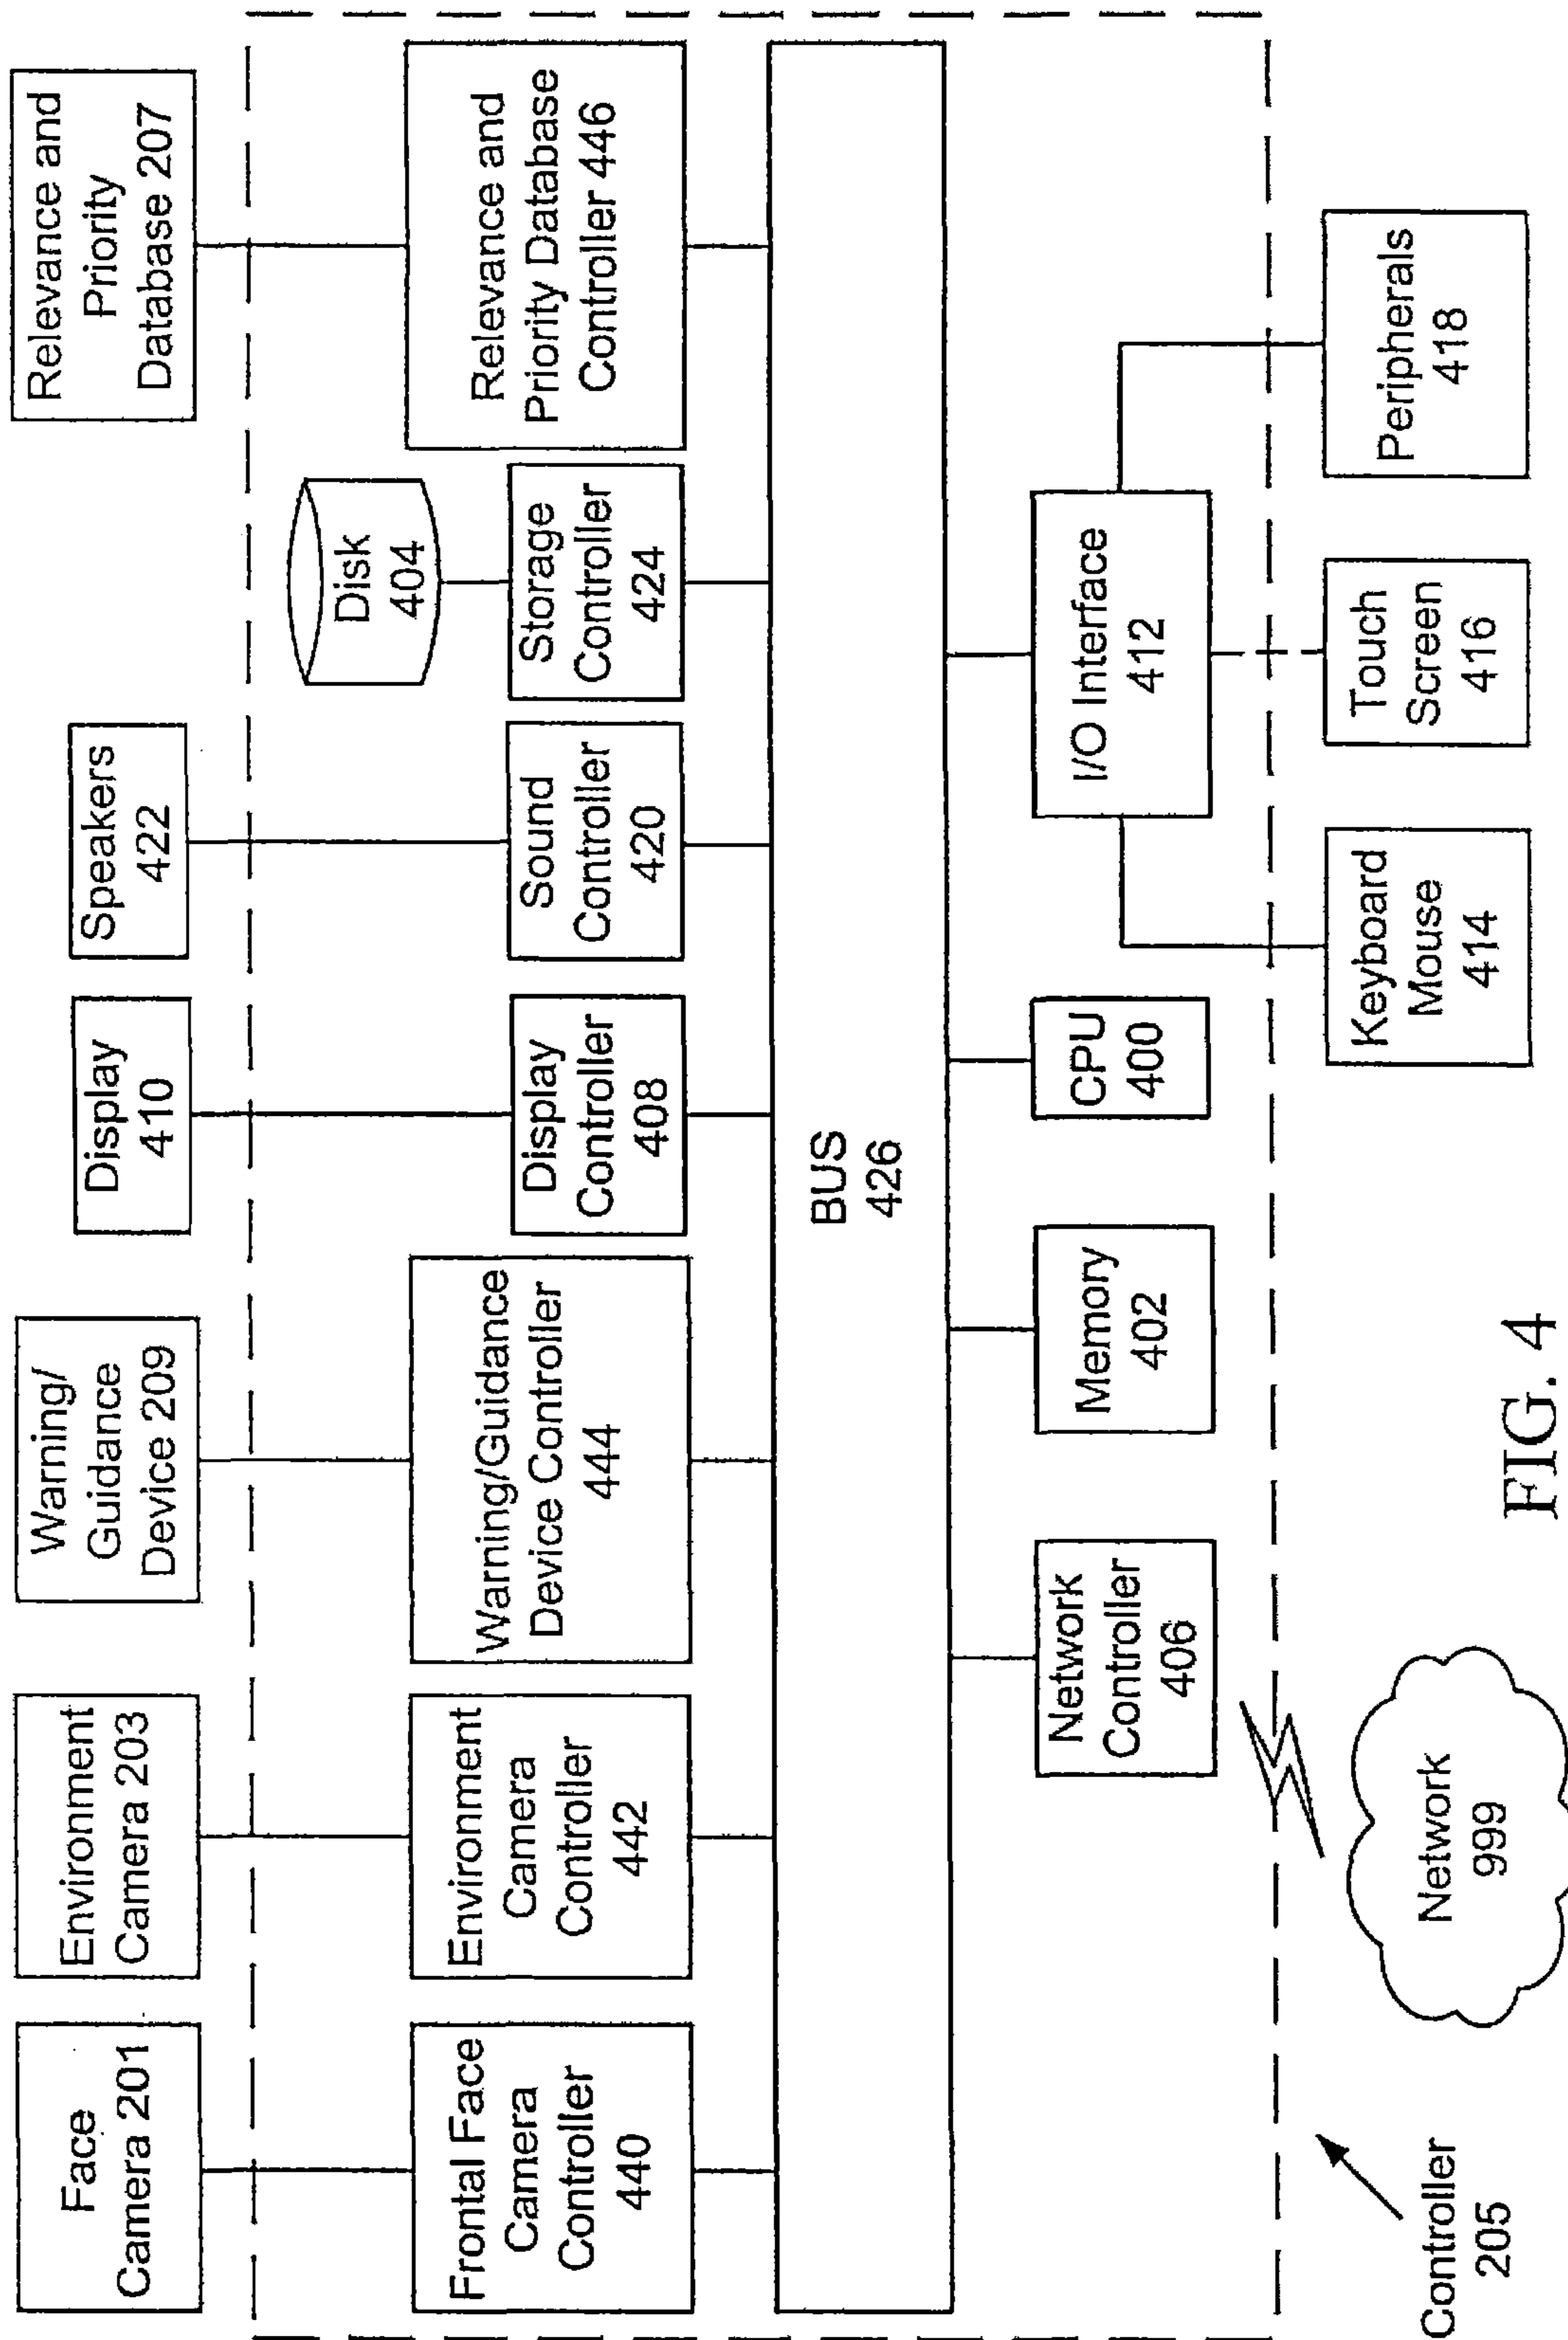 Face
Camera 201
Environment
Camera 203
Warning/
Guidance
Device 209
Display
410
Speakers
422
Relevance and
Priority
Database 207
Disk
404
Frontal Face
Camera
Controller
440
Environment
Camera
Controller
442
Warning/Guidance
Device Controller
444
Display
Controller
408
Sound
Controller
420
Storage
Controller
424
Relevance and
Priority Database
Controller 446
BUS
426
Network
Controller
406
Memory
402
CPU
400
I/O Interface
412
Controller
205
Network
999
Keyboard
Mouse
414
Touch
Screen
416
Peripherals
418
FIG. 4